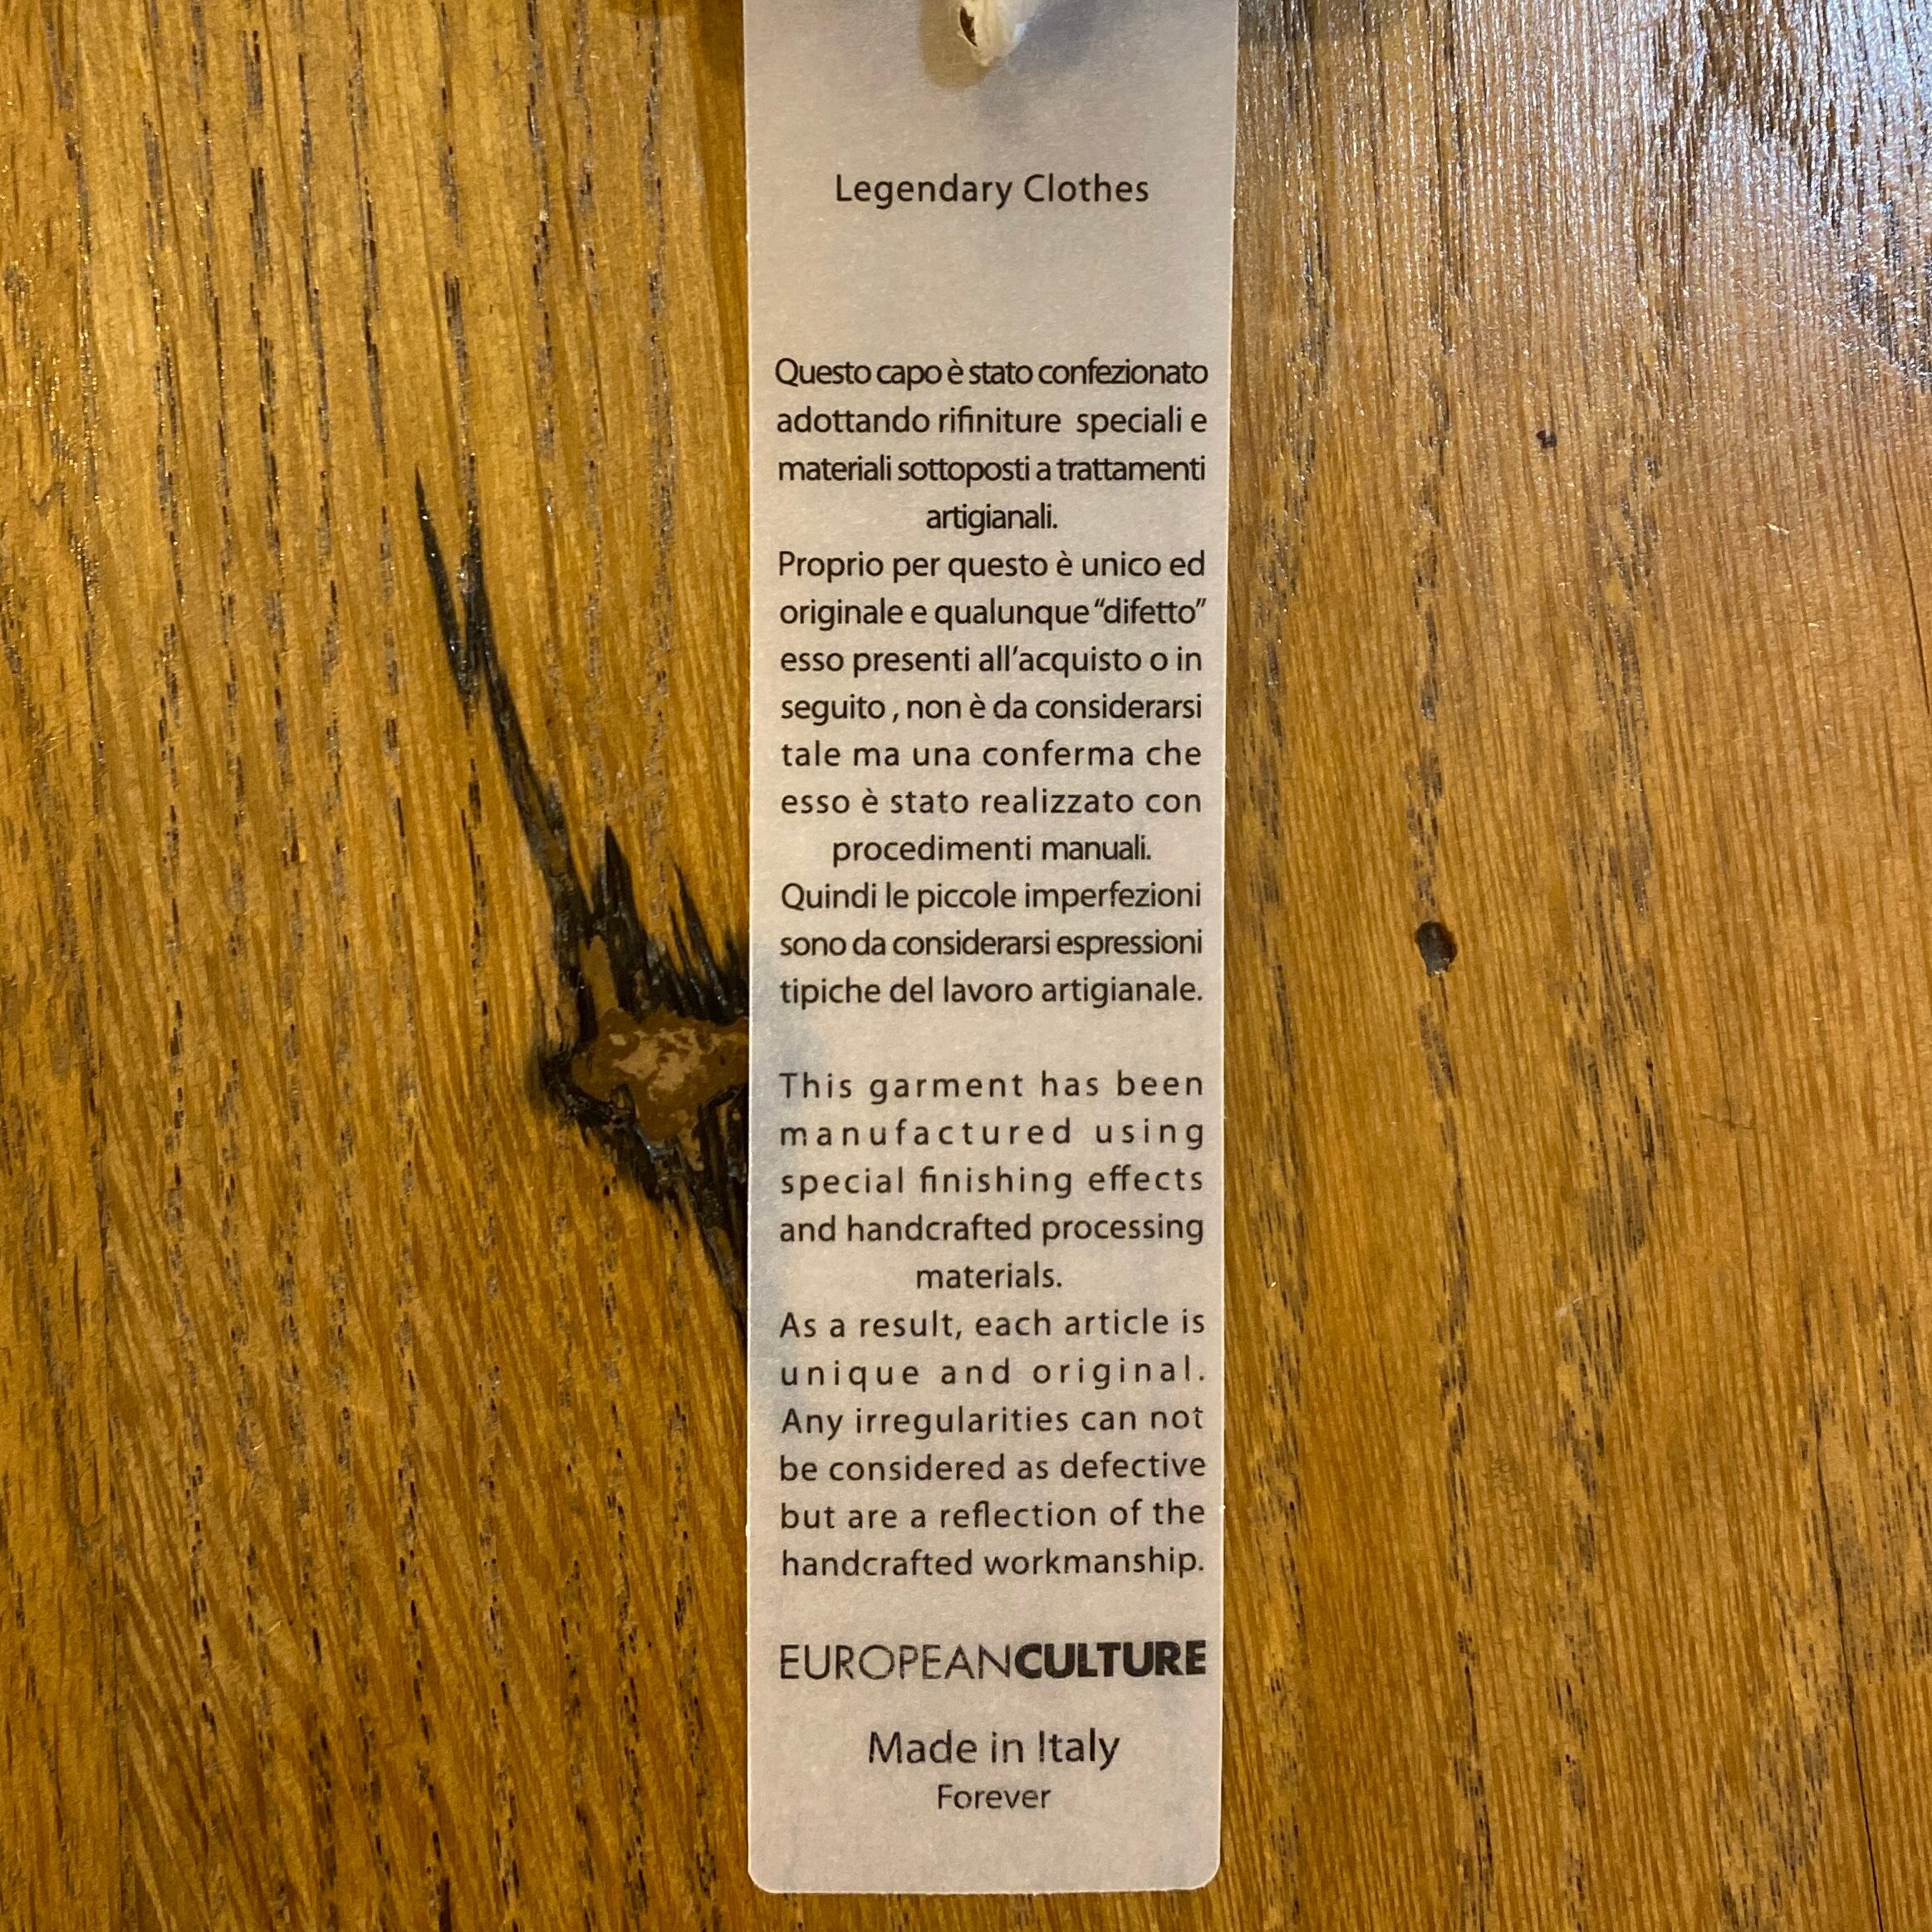 Legendary Clothes
Questo capo è stato confezionato
adottando rifiniture speciali e
materiali sottoposti a trattamenti
artigianali.
Proprio per questo è unico ed
originale e qualunque “difetto”
esso presenti all‘acquisto o in
seguito , non è da considerarsi
tale ma una conferma che
esso è stato realizzato con
procedimenti manuali.
Quindi le piccole imperfezioni
sono da considerarsi espressioni
tipiche del lavoro artigianale.
This garment has been
manufactured using
special finishing effects
and handcrafted processing
materials.
As a result, each article is
unique and original.
Any irregularities can not
be considered as defective
but are a reflection of the
handcrafted workmanship.
EUROPEANCULTURE
Made in Italy
Forever